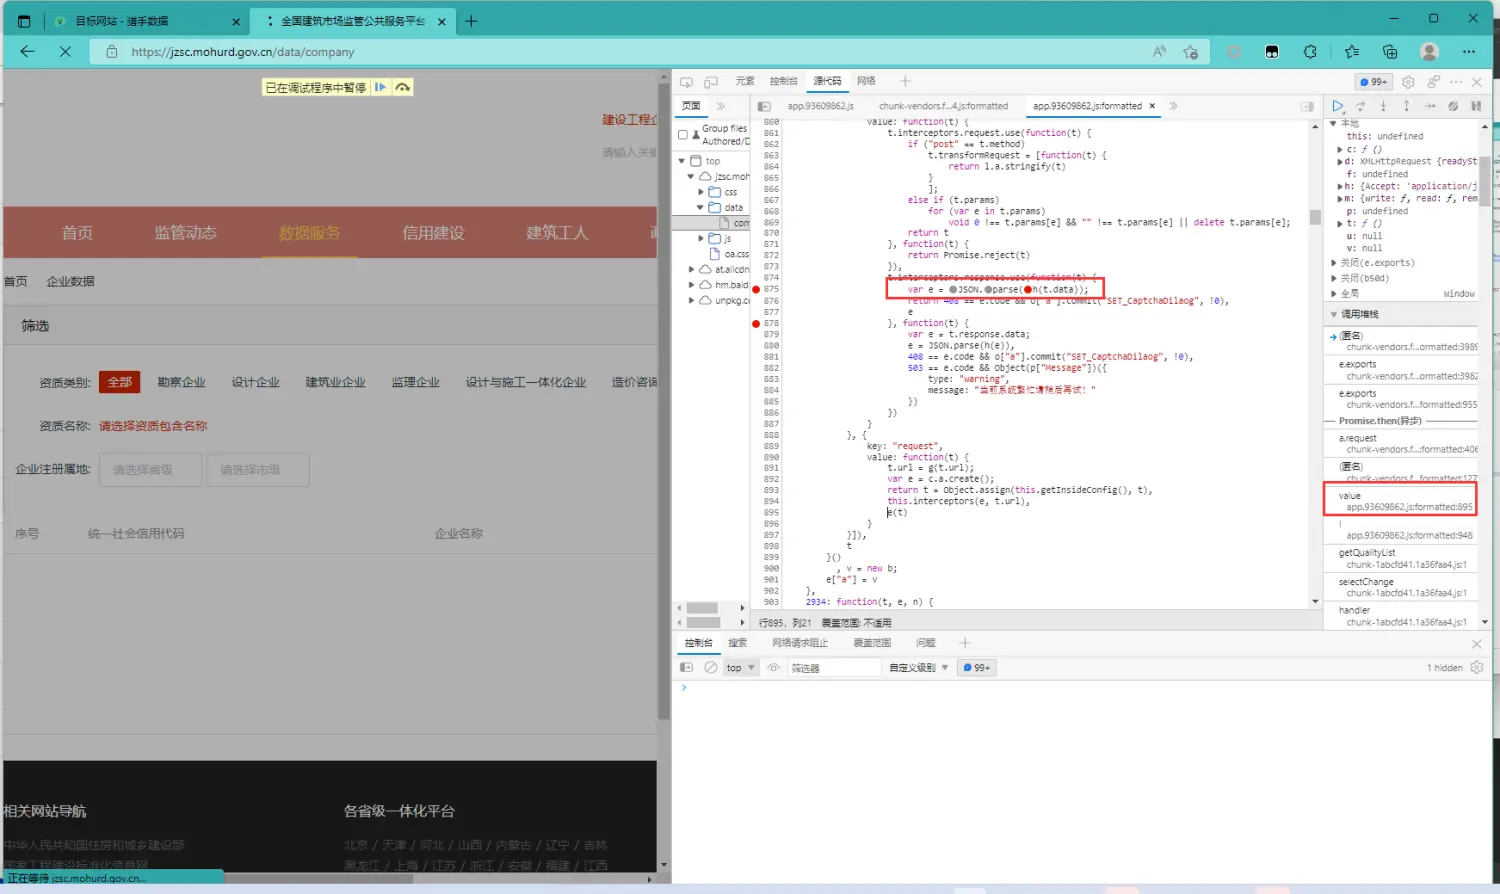 目标网站 - 猎手数据
全国建筑市场监管公共服务平台
https://jzsc.mohurd.gov.cn/data/company
已在调试程序中暂停
建设工程企
请输入关键
首页 监管动态 数据服务 信用建设 建筑工人
首页 企业数据
筛选
资质类别: 全部 勘察企业 设计企业 建筑业企业 监理企业 设计与施工一体化企业 造价咨询
资质名称: 请选择资质包含名称
企业注册属地: 请选择省级 请选择市级
序号 统一社会信用代码 企业名称
相关网站导航
各省级一体化平台
中华人民共和国住房和城乡建设部
北京 / 天津 / 河北 / 山西 / 内蒙古 / 辽宁 / 吉林
国家工程建设标准化信息网
黑龙江 / 上海 / 江苏 / 浙江 / 安徽 / 福建 / 江西
正在等待 jzsc.mohurd.gov.cn...
元素 控制台 源代码 网络
99+
页面
app.93609862.js chunk-vendors.f...4.js:formatted app.93609862.js:formatted
Group files
Authored/D
top
jzsc.moh
css
data
com
js
oa.css
at.alicdn
hm.baid
unpkg.c
860 value: function(t) {
861 t.interceptors.request.use(function(t) {
862 if ("post" == t.method)
863 t.transformRequest = [function(t) {
864 return l.a.stringify(t)
865 }
866 ];
867 else if (t.params)
868 for (var e in t.params)
869 void 0 !== t.params[e] && "" !== t.params[e] || delete t.params[e];
870 return t
871 }, function(t) {
872 return Promise.reject(t)
873 }),
874 t.interceptors.response.use(function(t) {
875 var e = JSON.parse(h(t.data));
876 return 408 == e.code && o["a"].commit("SET_CaptchaDilaog", !0),
877 e
878 }, function(t) {
879 var e = t.response.data;
880 e = JSON.parse(h(e)),
881 408 == e.code && o["a"].commit("SET_CaptchaDilaog", !0),
882 503 == e.code && Object(p["Message"])({
883 type: "warning",
884 message: "当前系统繁忙请稍后再试！"
885 })
886 })
887 }
888 }, {
889 key: "request",
890 value: function(t) {
891 t.url = g(t.url);
892 var e = c.a.create();
893 return t = Object.assign(this.getInsideConfig(), t),
894 this.interceptors(e, t.url),
895 e(t)
896 }
897 }]),
898 t
899 }()
900 , v = new b;
901 e["a"] = v
902 },
903 2934: function(t, e, n) {
行895，列21 覆盖范围: 不适用
本地
this: undefined
c: ƒ ()
d: XMLHttpRequest {readySt
f: undefined
h: {Accept: 'application/j
m: {write: ƒ, read: ƒ, rem
p: undefined
t: ƒ ()
u: null
v: null
关闭(e.exports)
关闭(b50d)
全局 Window
调用堆栈
(匿名)
chunk-vendors.f...ormatted:3989
e.exports
chunk-vendors.f...ormatted:3982
e.exports
chunk-vendors.f...ormatted:955
Promise.then(异步)
a.request
chunk-vendors.f...:formatted:406
(匿名)
chunk-vendors.f...ormatted:127
value
app.93609862.js:formatted:895
l
app.93609862.js:formatted:948
getQualityList
chunk-1abcfd41.1a36faa4.js:1
selectChange
chunk-1abcfd41.1a36faa4.js:1
handler
chunk-1abcfd41.1a36faa4.js:1
控制台 搜索 网络请求阻止 覆盖范围 问题
top 筛选器 自定义级别 99+ 1 hidden